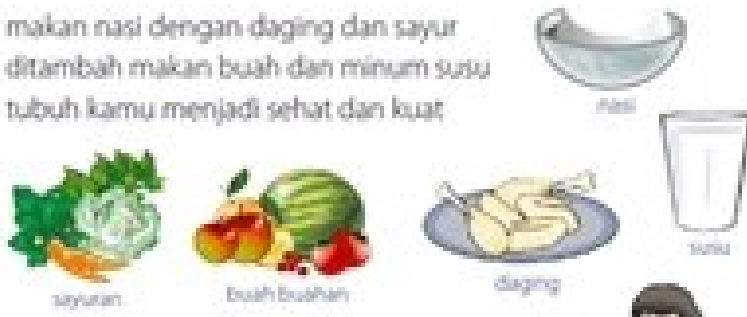 makan nasi dengan daging dan sayur
ditambah makan buah dan minum susu
tubuh kamu menjadi sehat dan kuat
nasi
susu
sayuran
buah buahan
daging